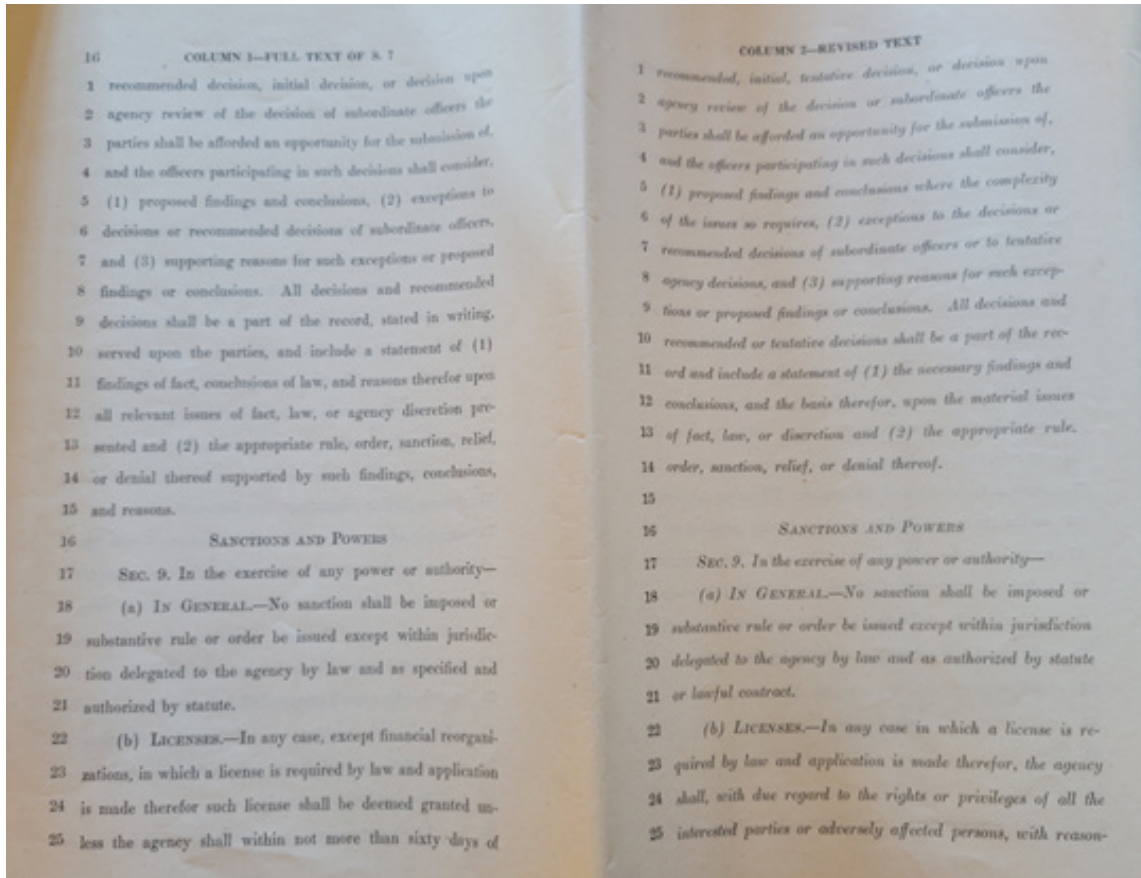 16 COLUMN 1—FULL TEXT OF S. 7
1 recommended decision, initial decision, or decision upon
2 agency review of the decision of subordinate officers the
3 parties shall be afforded an opportunity for the submission of,
4 and the officers participating in such decisions shall consider,
5 (1) proposed findings and conclusions, (2) exceptions to
6 decisions or recommended decisions of subordinate officers,
7 and (3) supporting reasons for such exceptions or proposed
8 findings or conclusions. All decisions and recommended
9 decisions shall be a part of the record, stated in writing,
10 served upon the parties, and include a statement of (1)
11 findings of fact, conclusions of law, and reasons therefor upon
12 all relevant issues of fact, law, or agency discretion pre-
13 sented and (2) the appropriate rule, order, sanction, relief,
14 or denial thereof supported by such findings, conclusions,
15 and reasons.
16 SANCTIONS AND POWERS
17 SEC. 9. In the exercise of any power or authority—
18 (a) IN GENERAL.—No sanction shall be imposed or
19 substantive rule or order be issued except within jurisdic-
20 tion delegated to the agency by law and as specified and
21 authorized by statute.
22 (b) LICENSES.—In any case, except financial reorgani-
23 zations, in which a license is required by law and application
24 is made therefor such license shall be deemed granted un-
25 less the agency shall within not more than sixty days of
COLUMN 2—REVISED TEXT
1 recommended, initial, tentative decision, or decision upon
2 agency review of the decision or subordinate officers the
3 parties shall be afforded an opportunity for the submission of,
4 and the officers participating in such decisions shall consider,
5 (1) proposed findings and conclusions where the complexity
6 of the issues so requires, (2) exceptions to the decisions or
7 recommended decisions of subordinate officers or to tentative
8 agency decisions, and (3) supporting reasons for such excep-
9 tions or proposed findings or conclusions. All decisions and
10 recommended or tentative decisions shall be a part of the rec-
11 ord and include a statement of (1) the necessary findings and
12 conclusions, and the basis therefor, upon the material issues
13 of fact, law, or discretion and (2) the appropriate rule,
14 order, sanction, relief, or denial thereof.
15
16 SANCTIONS AND POWERS
17 SEC. 9. In the exercise of any power or authority—
18 (a) IN GENERAL.—No sanction shall be imposed or
19 substantive rule or order be issued except within jurisdiction
20 delegated to the agency by law and as authorized by statute
21 or lawful contract.
22 (b) LICENSES.—In any case in which a license is re-
23 quired by law and application is made therefor, the agency
24 shall, with due regard to the rights or privileges of all the
25 interested parties or adversely affected persons, with reason-